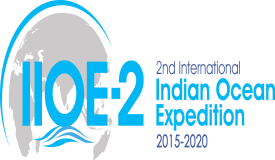 IIOE-2
2nd International
Indian Ocean
Expedition
2015-2020